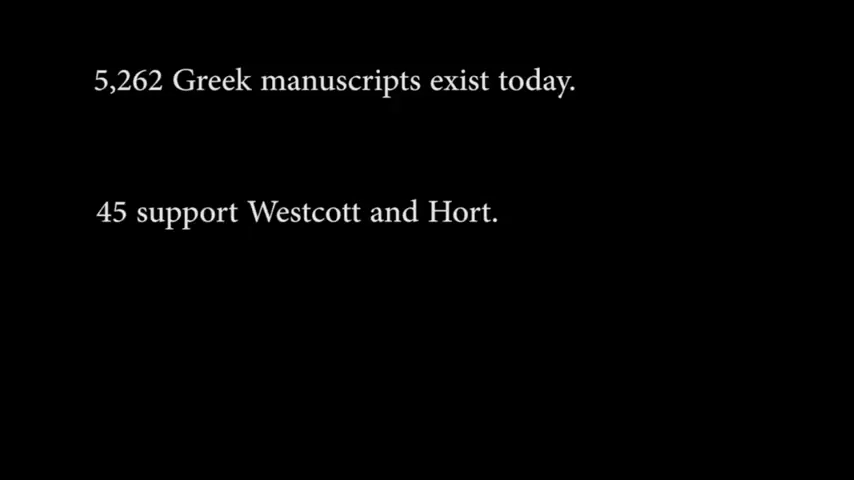 5,262 Greek manuscripts exist today.
45 support Westcott and Hort.